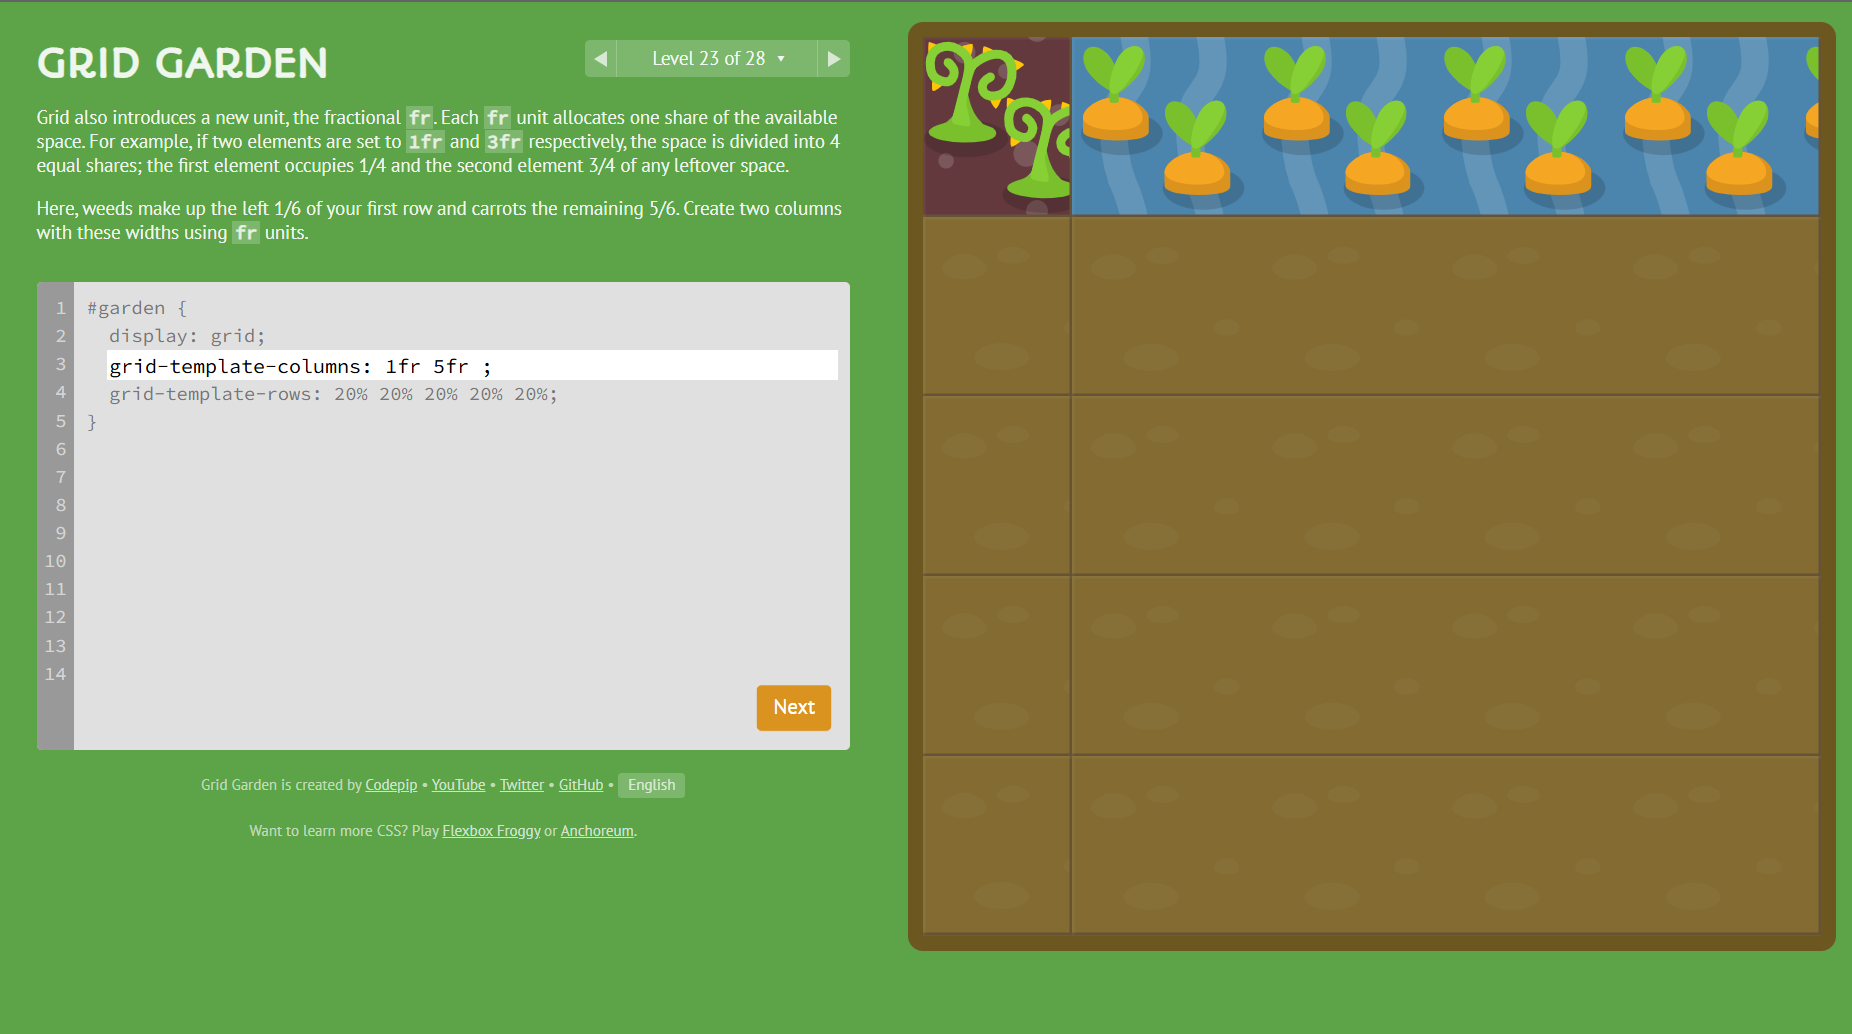 GRID GARDEN
◀ Level 23 of 28 ▼ ▶
Grid also introduces a new unit, the fractional fr. Each fr unit allocates one share of the available
space. For example, if two elements are set to 1fr and 3fr respectively, the space is divided into 4
equal shares; the first element occupies 1/4 and the second element 3/4 of any leftover space.
Here, weeds make up the left 1/6 of your first row and carrots the remaining 5/6. Create two columns
with these widths using fr units.
1 #garden {
2 display: grid;
3 grid-template-columns: 1fr 5fr ;
4 grid-template-rows: 20% 20% 20% 20% 20%;
5 }
6
7
8
9
10
11
12
13
14
Next
Grid Garden is created by Codepip • YouTube • Twitter • GitHub • English
Want to learn more CSS? Play Flexbox Froggy or Anchoreum.